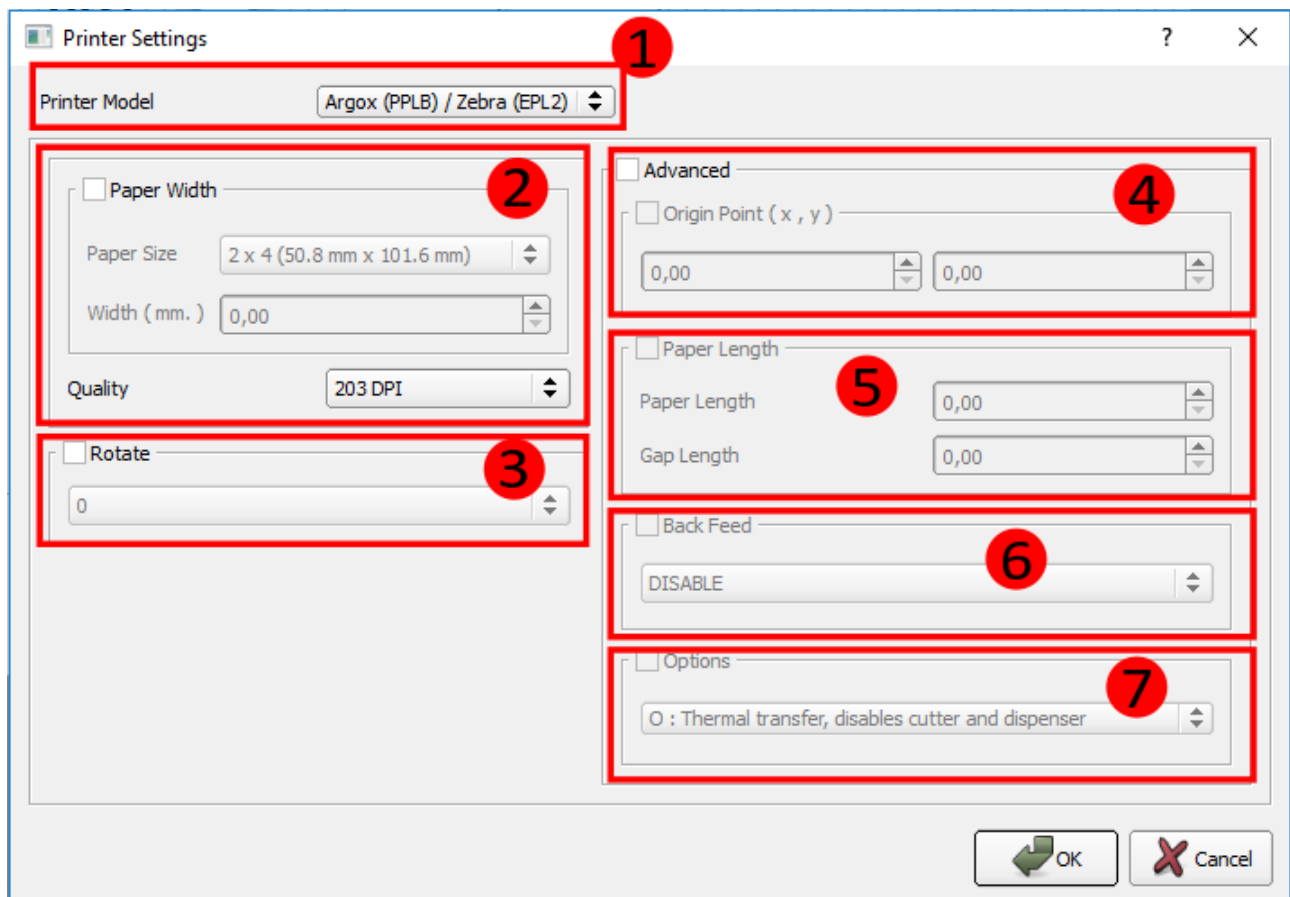 Printer Settings
?
1
Printer Model
Argox (PPLB) / Zebra (EPL2)
2
Paper Width
Paper Size
2 x 4 (50.8 mm x 101.6 mm)
Width ( mm. )
0,00
Quality
203 DPI
3
Rotate
0
4
Advanced
Origin Point ( x , y )
0,00
0,00
5
Paper Length
Paper Length
0,00
Gap Length
0,00
6
Back Feed
DISABLE
7
Options
O : Thermal transfer, disables cutter and dispenser
OK
Cancel